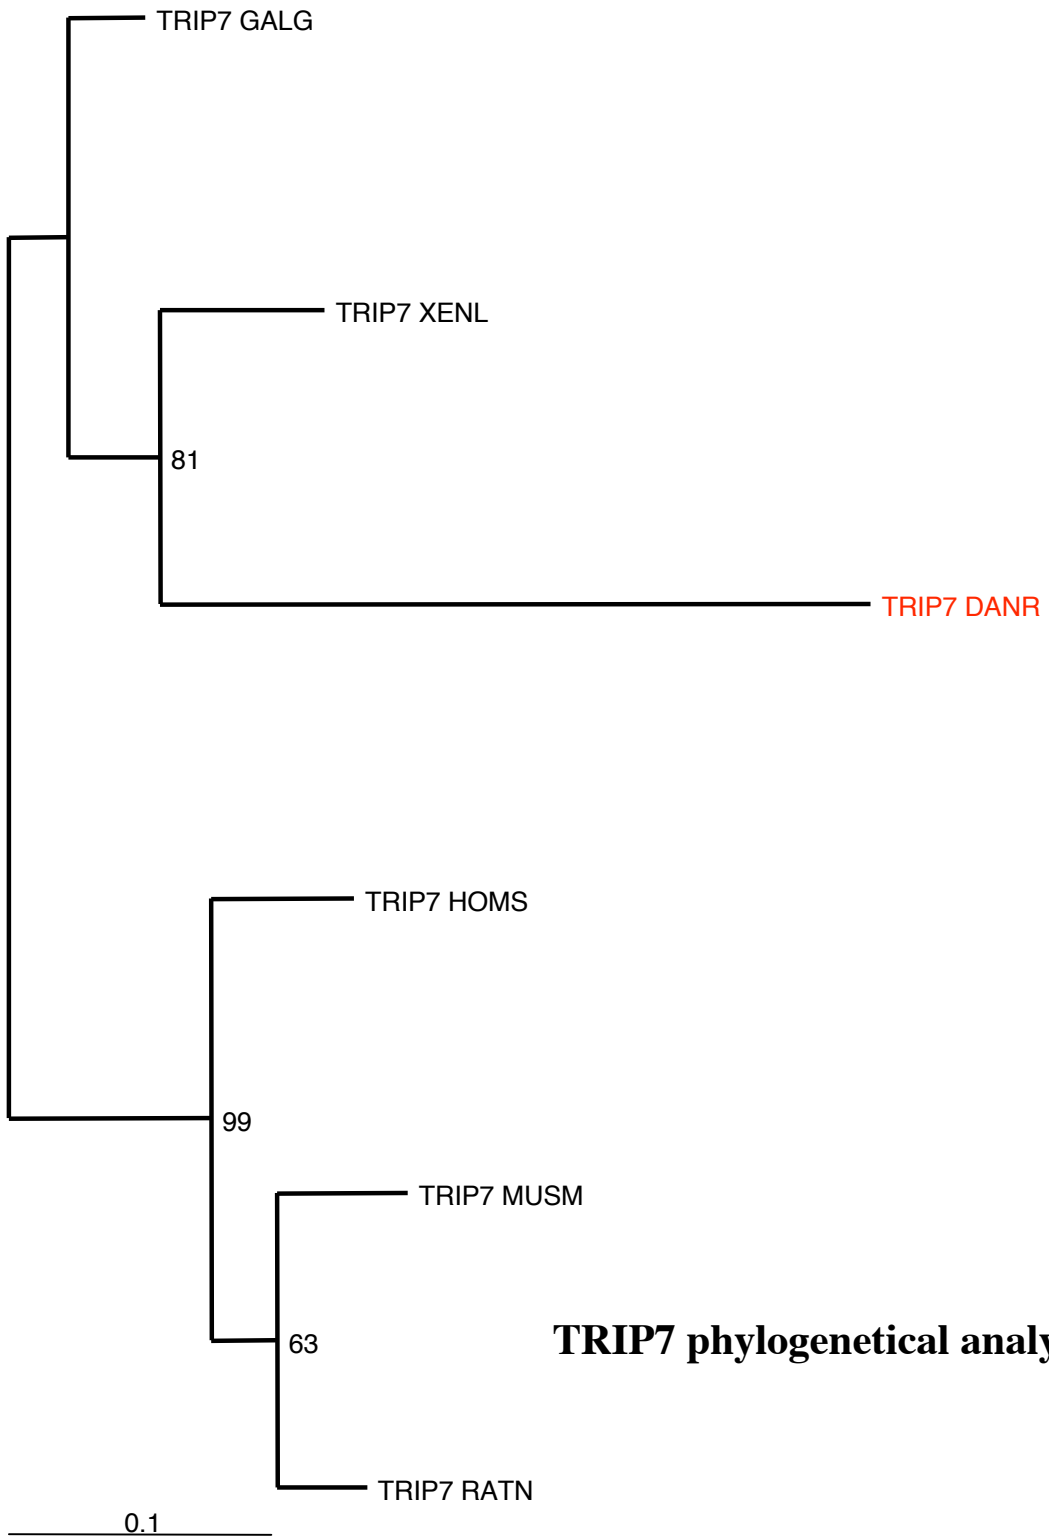 TRIP7 GALG
TRIP7 XENL
81
TRIP7 DANR
TRIP7 HOMS
99
TRIP7 MUSM
63
TRIP7 phylogenetical analy
TRIP7 RATN
0.1